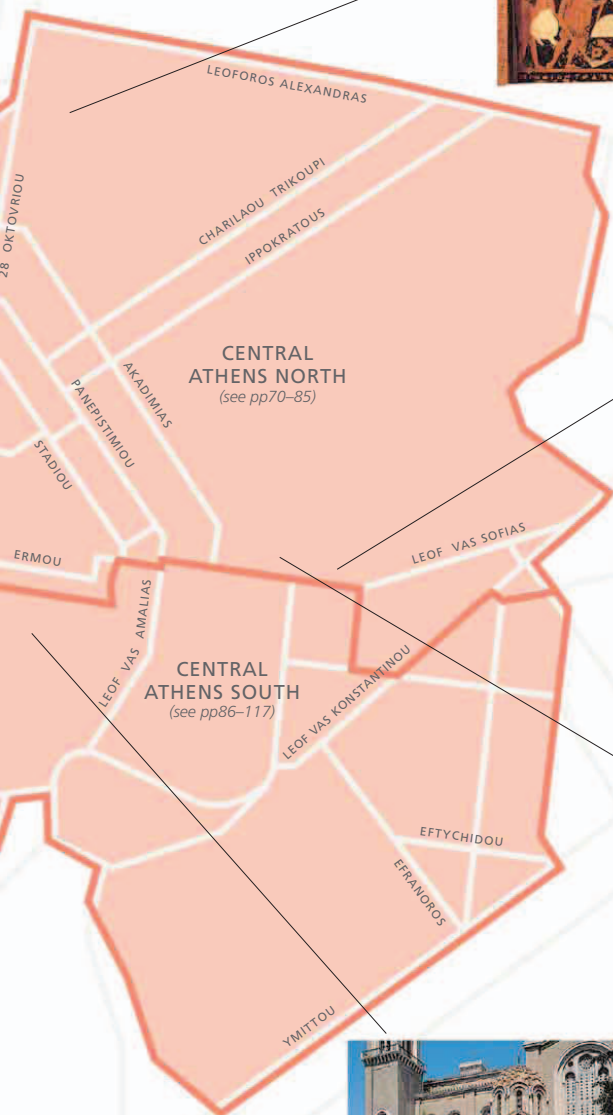 LEOFOROS ALEXANDRAS
CHARILAOU TRIKOUPI
28 OKTOVRIOU
IPPOKRATOUS
CENTRAL
ATHENS NORTH
(see pp70–85)
AKADIMIAS
PANEPISTIMIOU
STADIOU
LEOF VAS SOFIAS
ERMOU
LEOF VAS AMALIAS
CENTRAL
ATHENS SOUTH
(see pp86–117)
LEOF VAS KONSTANTINOU
EFTYCHIDOU
EFRANOROS
YMITTOU